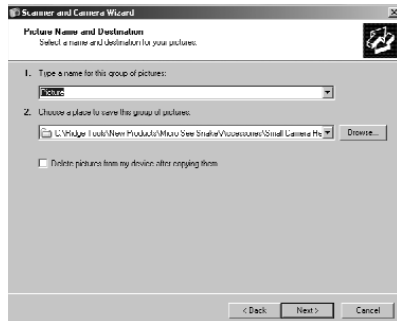 Scanner and Camera Wizard
Picture Name and Destination
Select a name and destination for your pictures.
1. Type a name for this group of pictures:
Picture
2. Choose a place to save this group of pictures:
C:\Ridge Tools\New Products\Micro See Snake\Accessories\Small Camera He
Browse...
Delete pictures from my device after copying them
< Back
Next >
Cancel